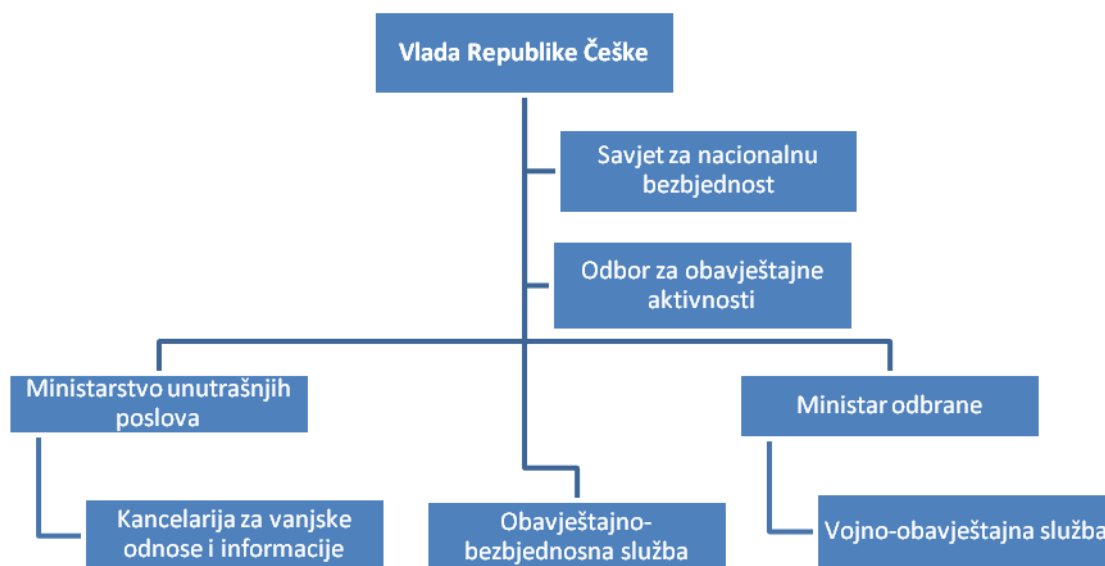 Vlada Republike Češke
Savjet za nacionalnu
bezbjednost
Odbor za obavještajne
aktivnosti
Ministarstvo unutrašnjih
poslova
Ministar odbrane
Kancelarija za vanjske
odnose i informacije
Obavještajno-
bezbjednosna služba
Vojno-obavještajna služba